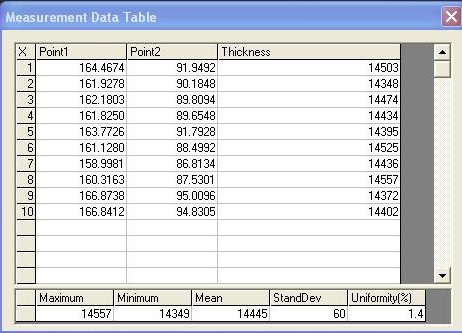 Measurement Data Table
X Point1 Point2 Thickness
1 164.4674 91.9492 14503
2 161.9278 90.1848 14348
3 162.1803 89.8094 14474
4 161.8250 89.6548 14434
5 163.7726 91.7928 14395
6 161.1280 88.4992 14525
7 158.9981 86.8134 14436
8 160.3163 87.5301 14557
9 166.8738 95.0096 14372
10 166.8412 94.8305 14402
Maximum Minimum Mean StandDev Uniformity(%)
14557 14349 14445 60 1.4